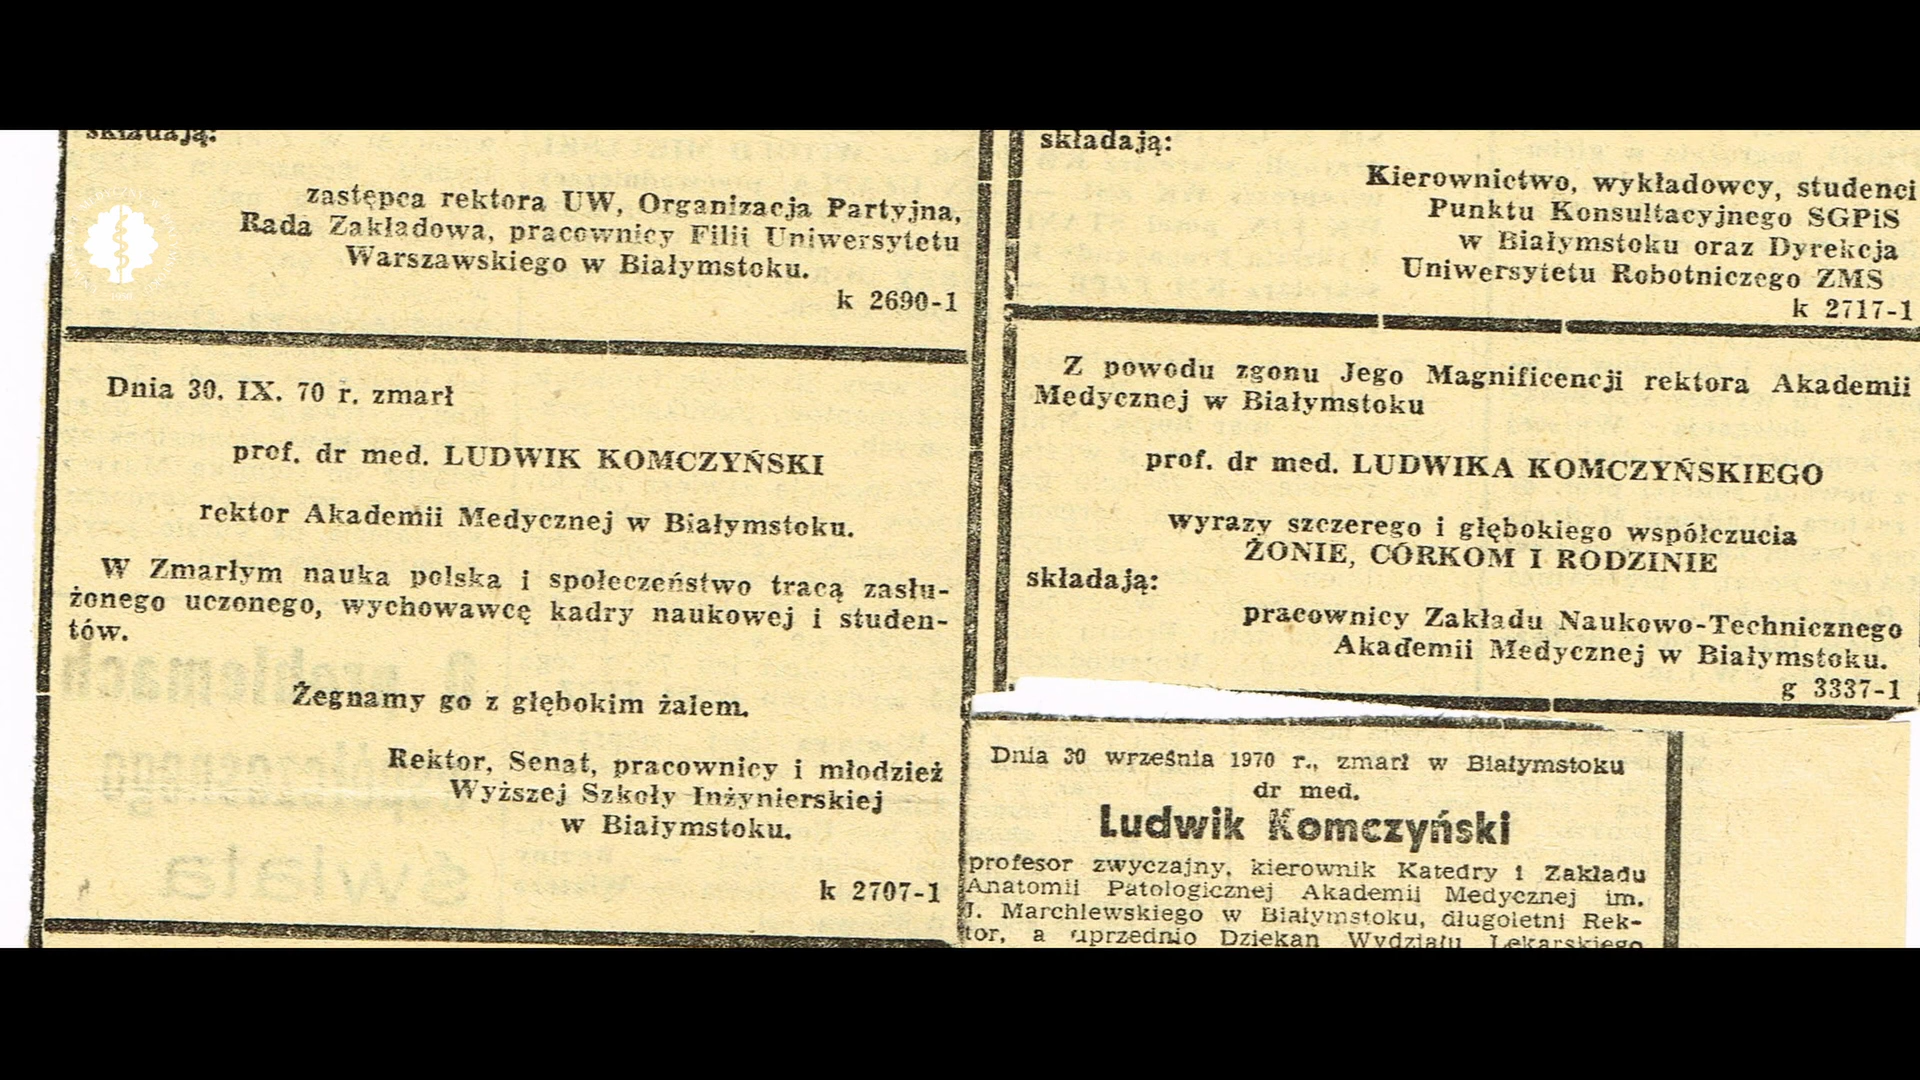 składają:
zastępca rektora UW, Organizacja Partyjna,
Rada Zakładowa, pracownicy Filii Uniwersytetu
Warszawskiego w Białymstoku.
k 2690-1
Dnia 30. IX. 70 r. zmarł
prof. dr med. LUDWIK KOMCZYŃSKI
rektor Akademii Medycznej w Białymstoku.
W Zmarłym nauka polska i społeczeństwo tracą zasłu-
żonego uczonego, wychowawcę kadry naukowej i studen-
tów.
Żegnamy go z głębokim żalem.
Rektor, Senat, pracownicy i młodzież
Wyższej Szkoły Inżynierskiej
w Białymstoku.
k 2707-1
składają:
Kierownictwo, wykładowcy, studenci
Punktu Konsultacyjnego SGPiS
w Białymstoku oraz Dyrekcja
Uniwersytetu Robotniczego ZMS
k 2717-1
Z powodu zgonu Jego Magnificencji rektora Akademii
Medycznej w Białymstoku
prof. dr med. LUDWIKA KOMCZYŃSKIEGO
wyrazy szczerego i głębokiego współczucia
ŻONIE, CÓRKOM I RODZINIE
składają:
pracownicy Zakładu Naukowo-Technicznego
Akademii Medycznej w Białymstoku.
g 3337-1
Dnia 30 września 1970 r., zmarł w Białymstoku
dr med.
Ludwik Komczyński
profesor zwyczajny, kierownik Katedry i Zakładu
Anatomii Patologicznej Akademii Medycznej im.
J. Marchlewskiego w Białymstoku, długoletni Rek-
tor, a uprzednio Dziekan Wydziału Lekarskiego